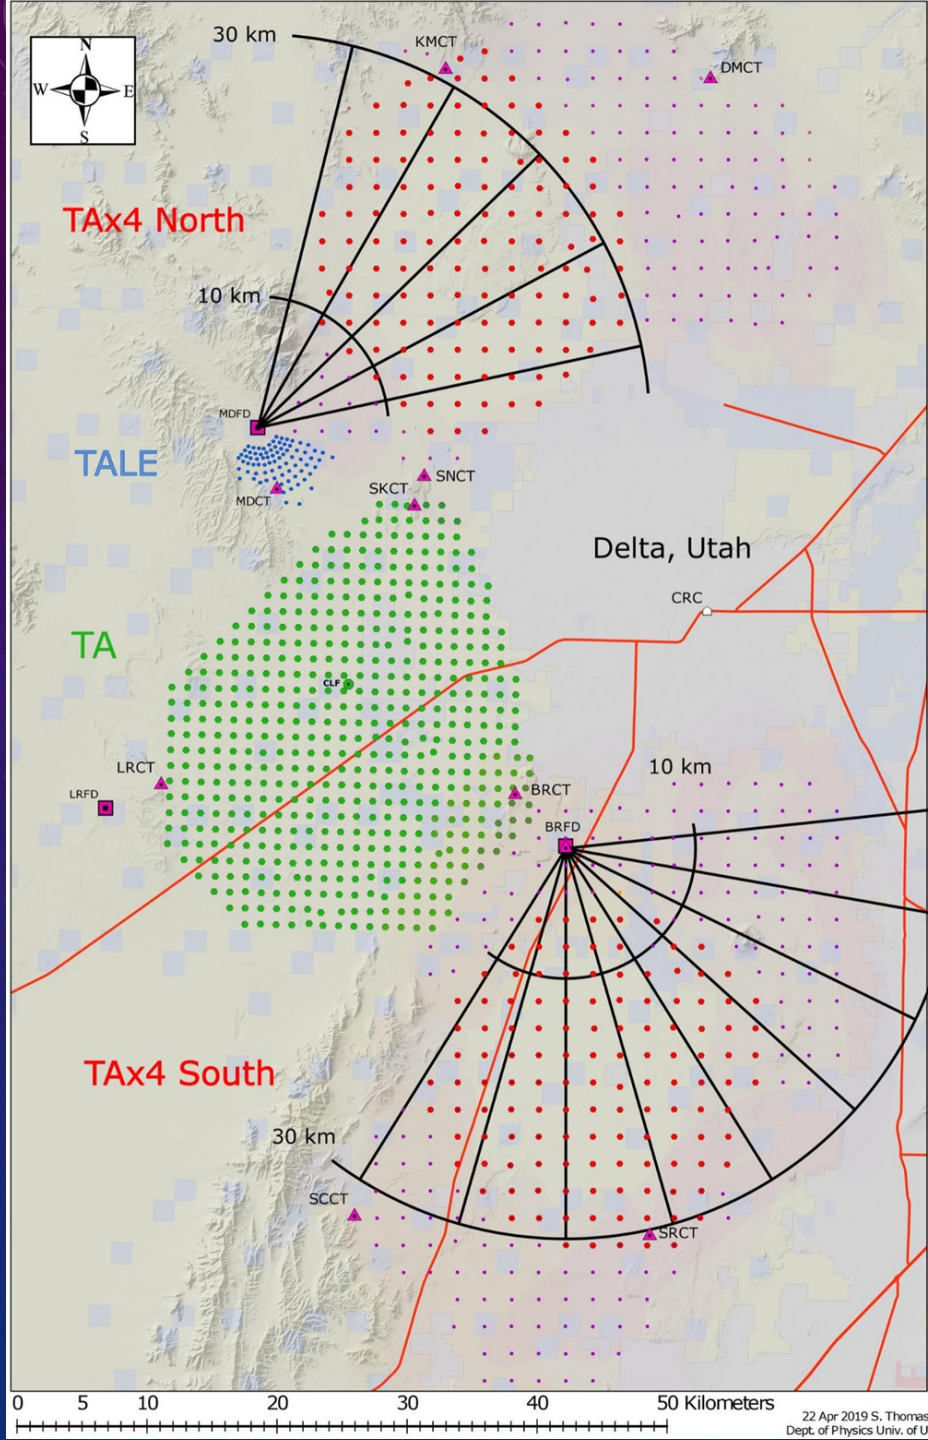 30 km
KMCT
DMCT
N
W
E
S
TAx4 North
10 km
MDFD
TALE
MDCT
SNCT
SKCT
Delta, Utah
CRC
TA
CLF
LRCT
LRFD
10 km
BRCT
BRFD
TAx4 South
30 km
SCCT
SRCT
0 5 10 20 30 40 50 Kilometers
22 Apr 2019 S. Thomas
Dept. of Physics Univ. of U